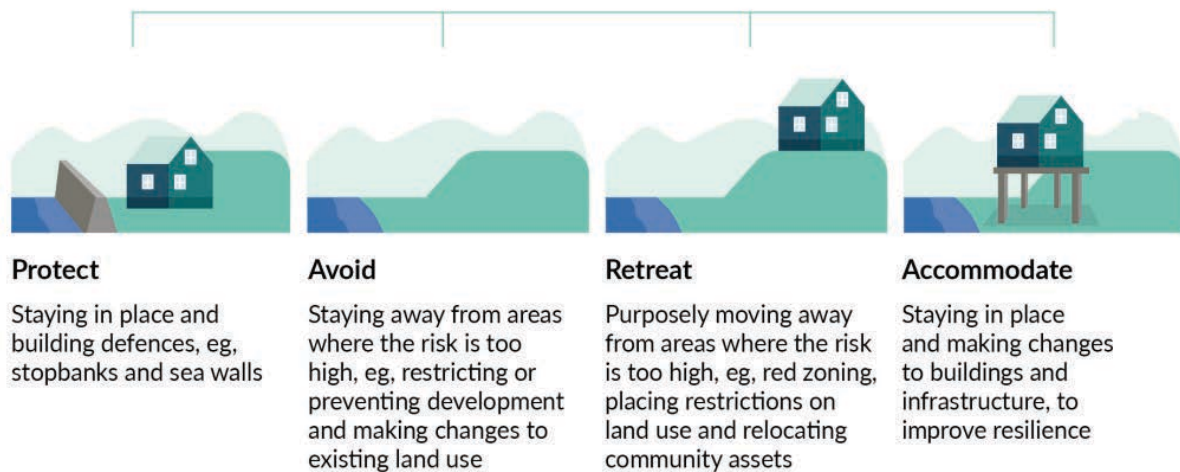 Protect
Staying in place and
building defences, eg,
stopbanks and sea walls
Avoid
Staying away from areas
where the risk is too
high, eg, restricting or
preventing development
and making changes to
existing land use
Retreat
Purposely moving away
from areas where the risk
is too high, eg, red zoning,
placing restrictions on
land use and relocating
community assets
Accommodate
Staying in place
and making changes
to buildings and
infrastructure, to
improve resilience